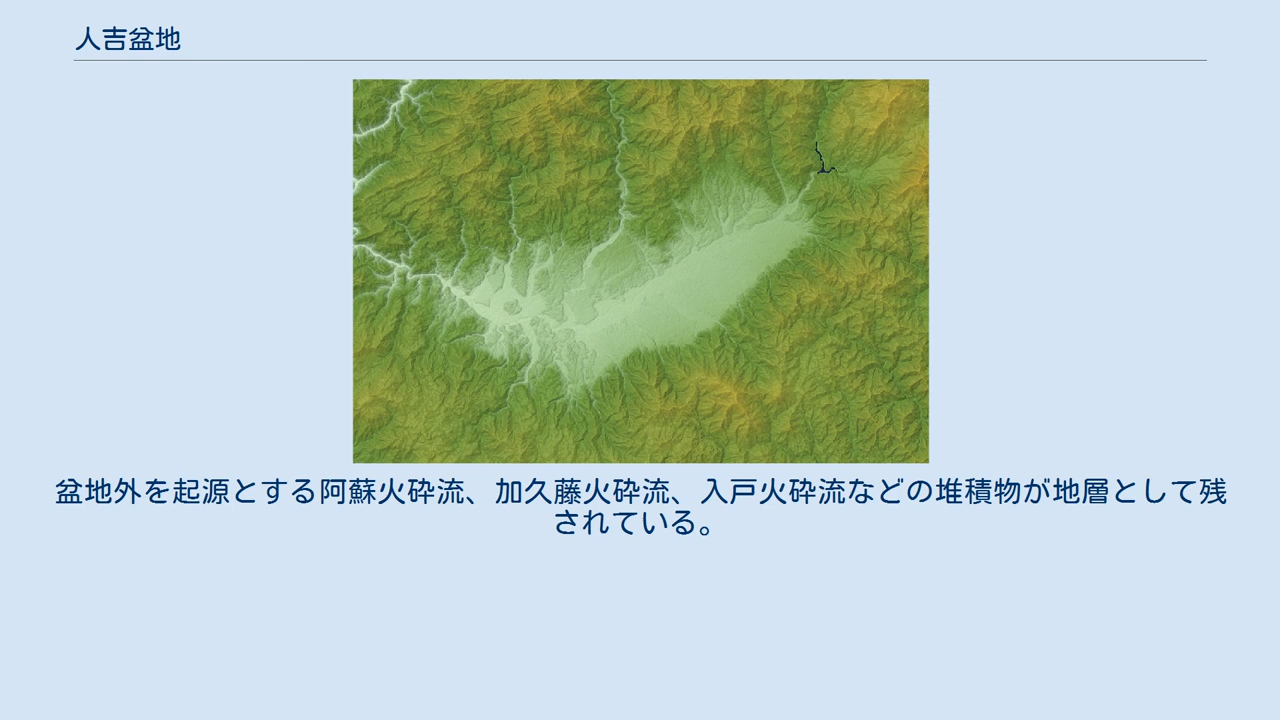 人吉盆地
盆地外を起源とする阿蘇火砕流、加久藤火砕流、入戸火砕流などの堆積物が地層として残
されている。